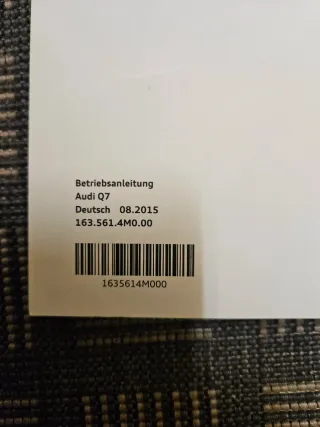 Betriebsanleitung
Audi Q7
Deutsch 08.2015
163.561.4M0.00
1635614M000